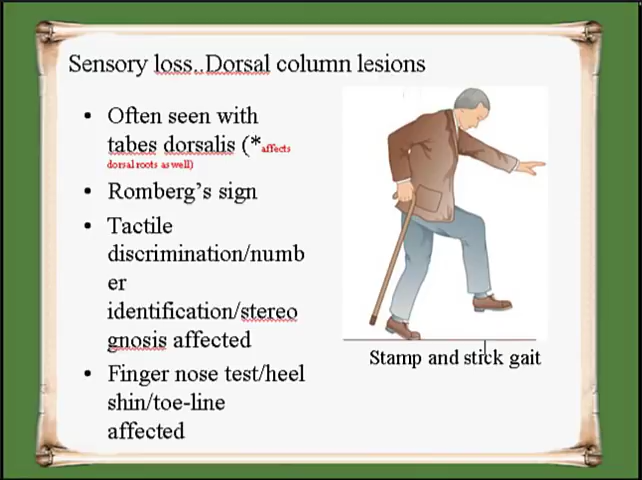 Sensory loss..Dorsal column lesions
• Often seen with
tabes dorsalis (*affects
dorsal roots as well)
• Romberg's sign
• Tactile
discrimination/numb
er
identification/stereo
gnosis affected
• Finger nose test/heel
shin/toe-line
affected
Stamp and stick gait